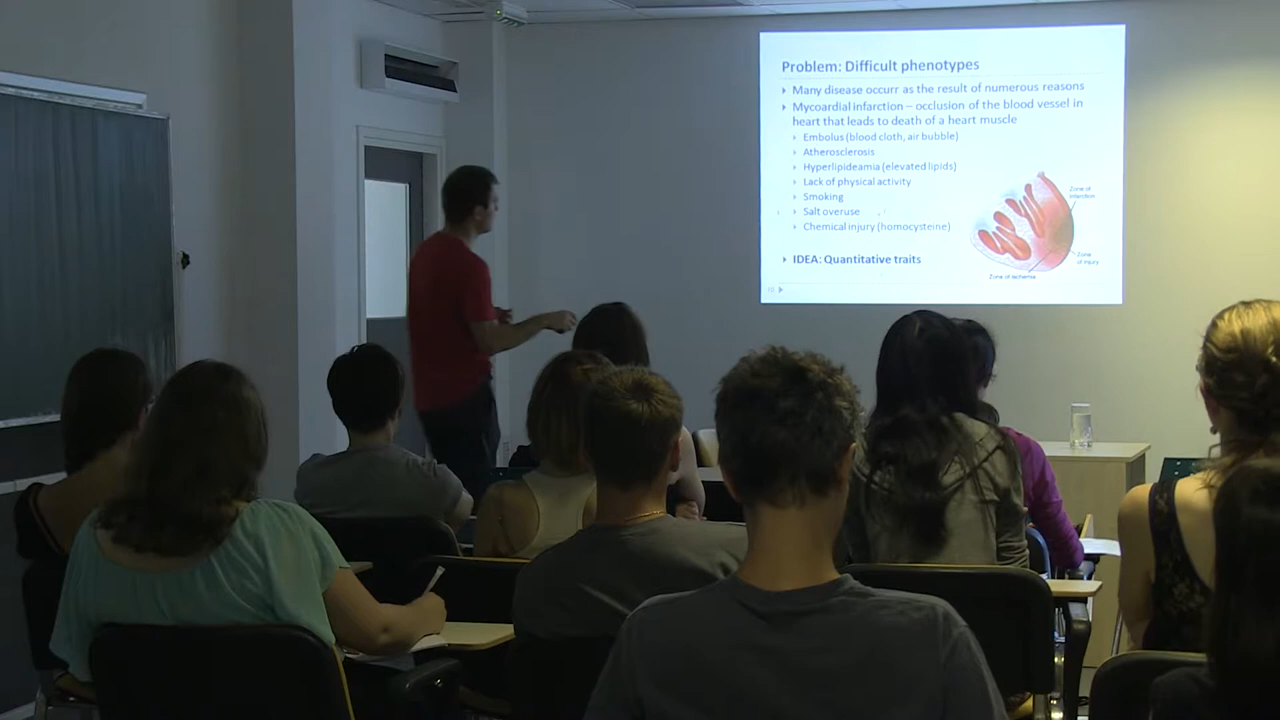 Problem: Difficult phenotypes
Many disease occurr as the result of numerous reasons
Mycoardial infarction – occlusion of the blood vessel in
heart that leads to death of a heart muscle
Embolus (blood cloth, air bubble)
Atherosclerosis
Hyperlipideamia (elevated lipids)
Lack of physical activity
Smoking
Salt overuse
Chemical injury (homocysteine)
IDEA: Quantitative traits
Zone of
infarction
Zone
of injury
Zone of ischemia